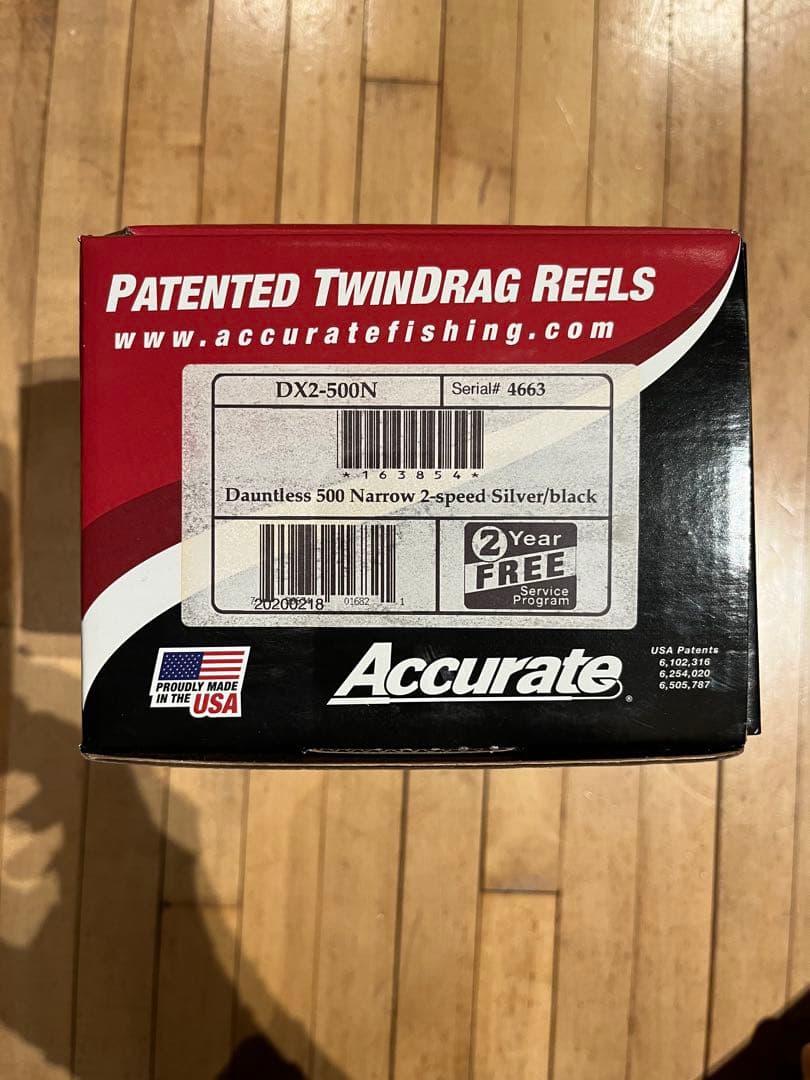 PATENTED TWINDRAG REELS
www.accuratefishing.com
DX2-500N
Serial# 4663
*163854*
Dauntless 500 Narrow 2-speed Silver/black
20200218
01682
1
2 Year
FREE
Service
Program
PROUDLY MADE
IN THE USA
Accurate®
USA Patents
6,102,316
6,254,020
6,505,787